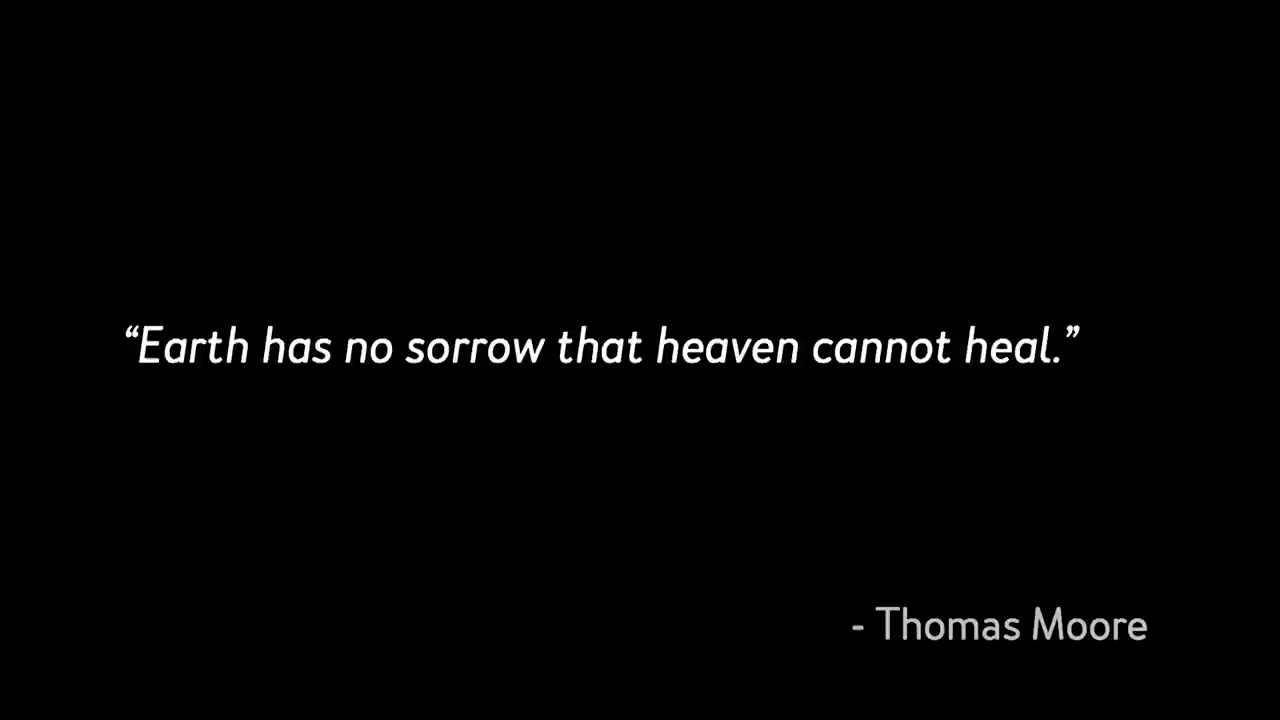 “Earth has no sorrow that heaven cannot heal.”
- Thomas Moore